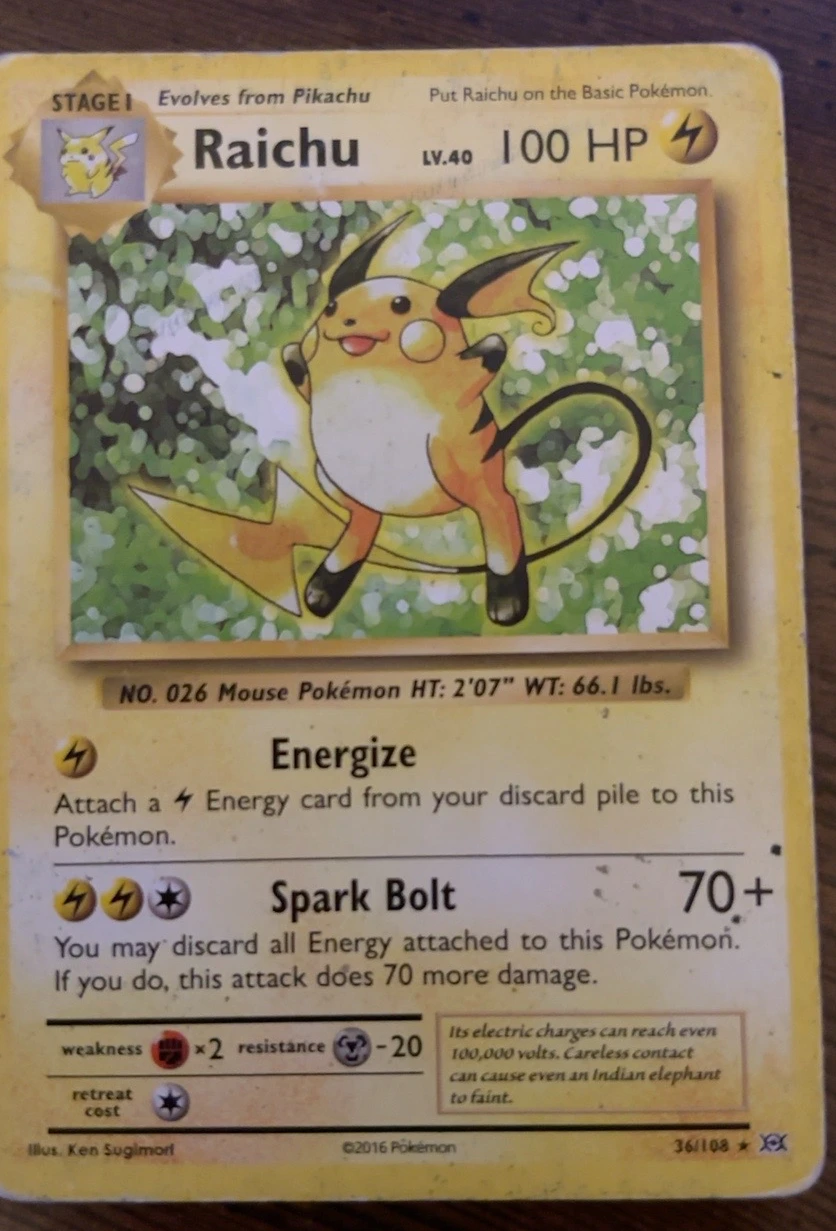 STAGE 1 Evolves from Pikachu Put Raichu on the Basic Pokémon.
Raichu LV.40 100 HP
NO. 026 Mouse Pokémon HT: 2'07" WT: 66.1 lbs.
Energize
Attach a Energy card from your discard pile to this
Pokémon.
Spark Bolt 70+
You may discard all Energy attached to this Pokémon.
If you do, this attack does 70 more damage.
weakness ×2 resistance -20
retreat
cost
Its electric charges can reach even
100,000 volts. Careless contact
can cause even an Indian elephant
to faint.
Illus. Ken Sugimori ©2016 Pokémon 36/108 ★